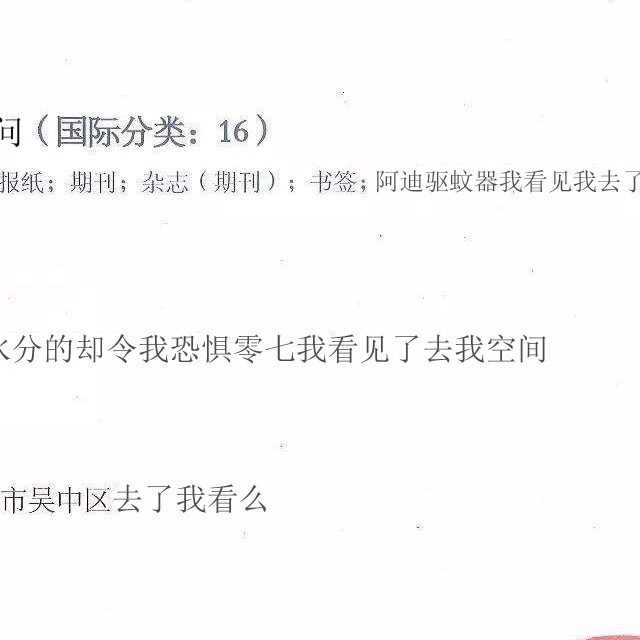 问（国际分类：16）
报纸；期刊；杂志（期刊）；书签；阿迪驱蚊器我看见我去了
水分的却令我恐惧零七我看见了去我空间
市吴中区去了我看么